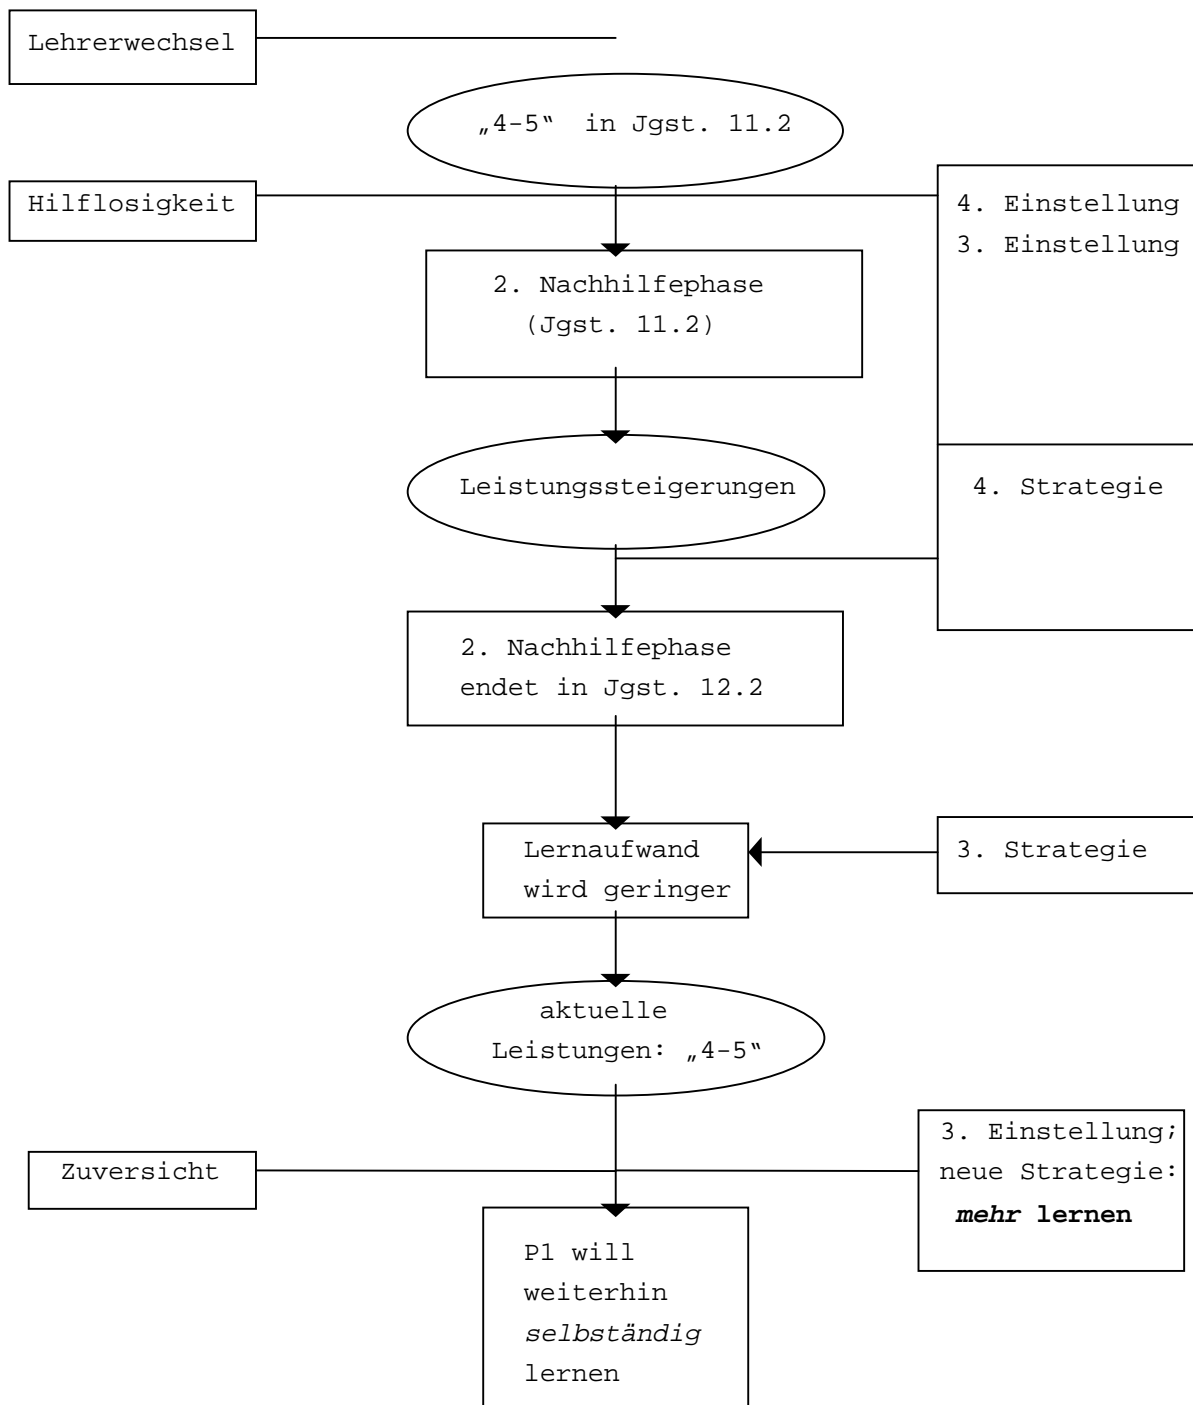 Lehrerwechsel
„4-5“ in Jgst. 11.2
Hilflosigkeit
4. Einstellung
3. Einstellung
2. Nachhilfephase
(Jgst. 11.2)
Leistungssteigerungen
4. Strategie
2. Nachhilfephase
endet in Jgst. 12.2
Lernaufwand
wird geringer
3. Strategie
aktuelle
Leistungen: „4-5“
Zuversicht
3. Einstellung;
neue Strategie:
mehr lernen
P1 will
weiterhin
selbständig
lernen